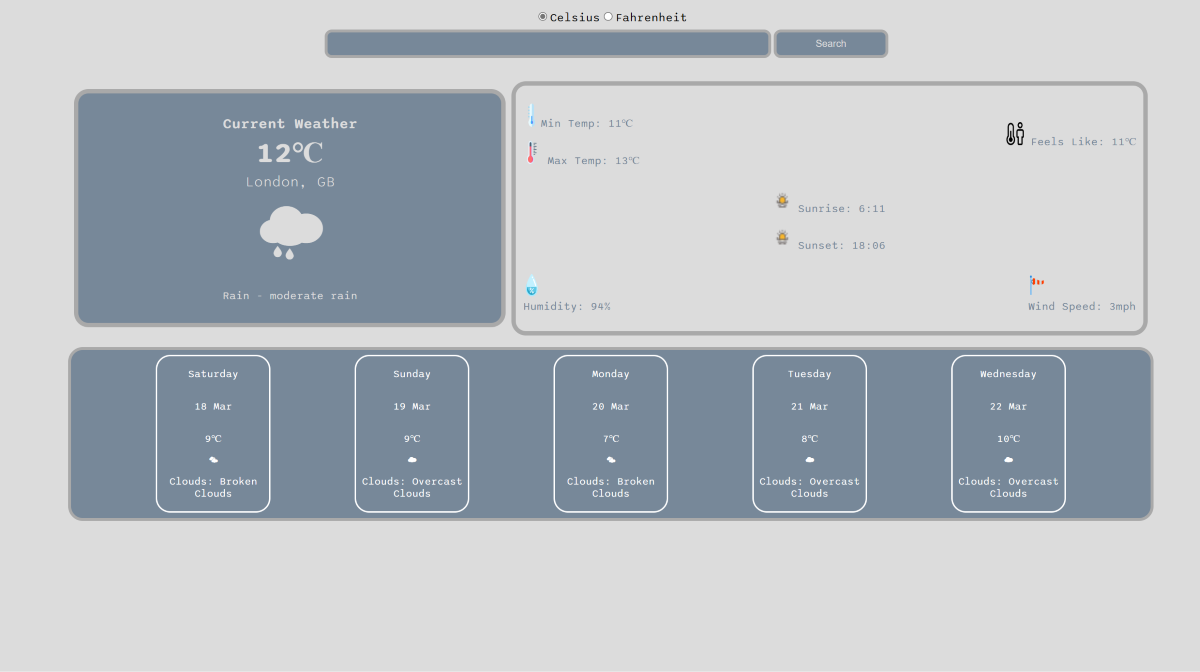 Celsius Fahrenheit
Search
Current Weather
12℃
London, GB
Rain - moderate rain
Min Temp: 11℃
Max Temp: 13℃
Feels Like: 11℃
Sunrise: 6:11
Sunset: 18:06
Humidity: 94%
Wind Speed: 3mph
Saturday
18 Mar
9℃
Clouds: Broken
Clouds
Sunday
19 Mar
9℃
Clouds: Overcast
Clouds
Monday
20 Mar
7℃
Clouds: Broken
Clouds
Tuesday
21 Mar
8℃
Clouds: Overcast
Clouds
Wednesday
22 Mar
10℃
Clouds: Overcast
Clouds